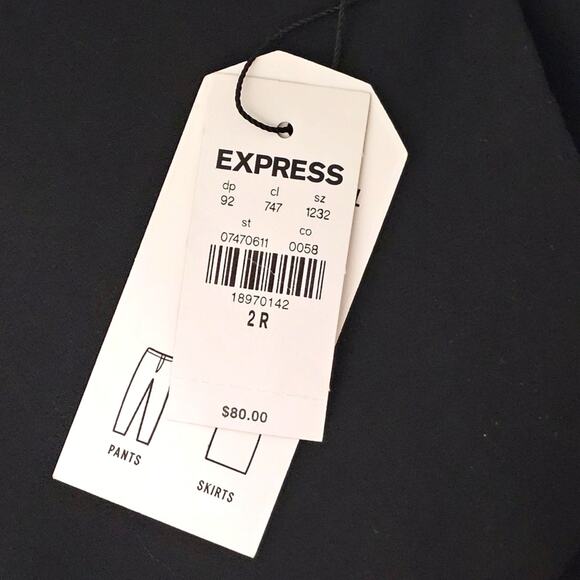 EXPRESS
dp cl sz
92 747 1232
st co
07470611 0058
18970142
2 R
$80.00
PANTS
SKIRTS